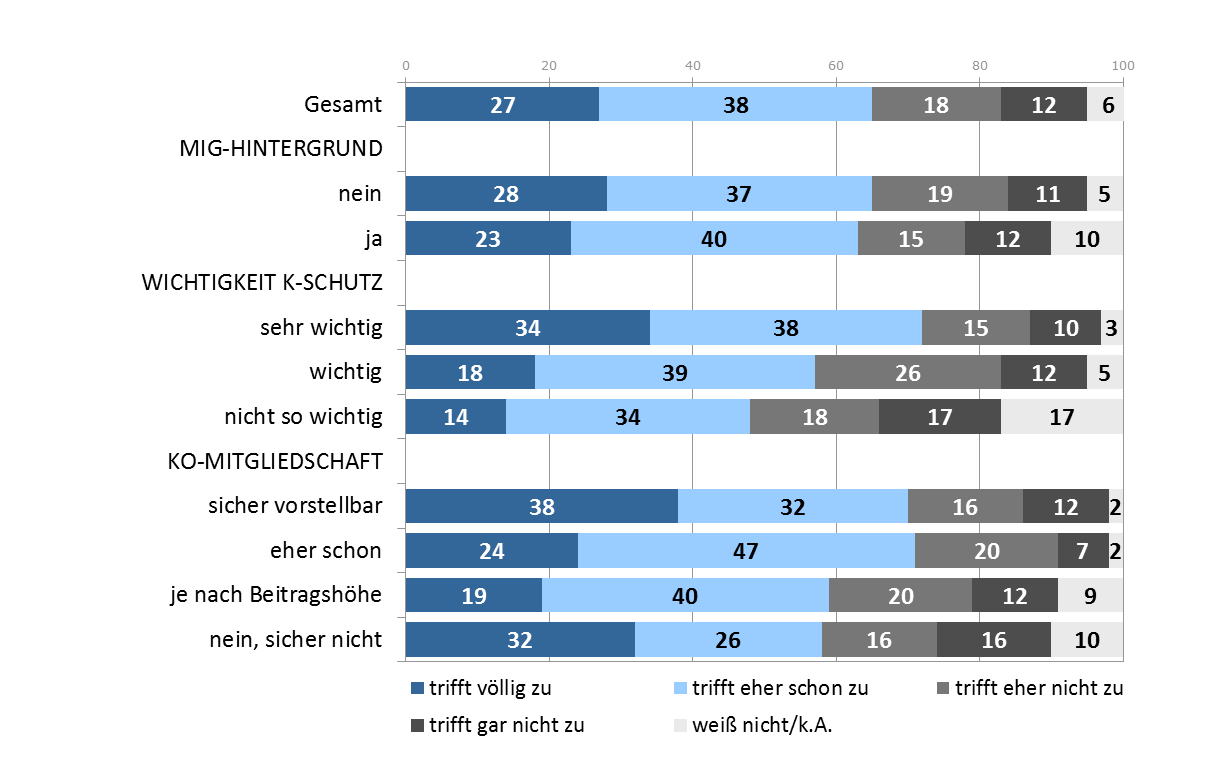 0 20 40 60 80 100
Gesamt 27 38 18 12 6
MIG-HINTERGRUND
nein 28 37 19 11 5
ja 23 40 15 12 10
WICHTIGKEIT K-SCHUTZ
sehr wichtig 34 38 15 10 3
wichtig 18 39 26 12 5
nicht so wichtig 14 34 18 17 17
KO-MITGLIEDSCHAFT
sicher vorstellbar 38 32 16 12 2
eher schon 24 47 20 7 2
je nach Beitragshöhe 19 40 20 12 9
nein, sicher nicht 32 26 16 16 10
trifft völlig zu trifft eher schon zu trifft eher nicht zu
trifft gar nicht zu weiß nicht/k.A.